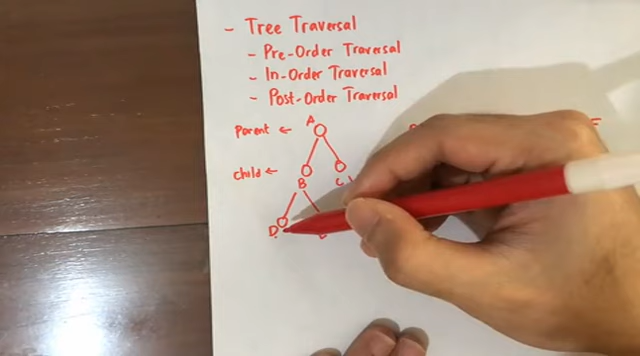 - Tree Traversal
- Pre-Order Traversal
- In-Order Traversal
- Post-Order Traversal
A
Parent ←
Child ←
B
C
D